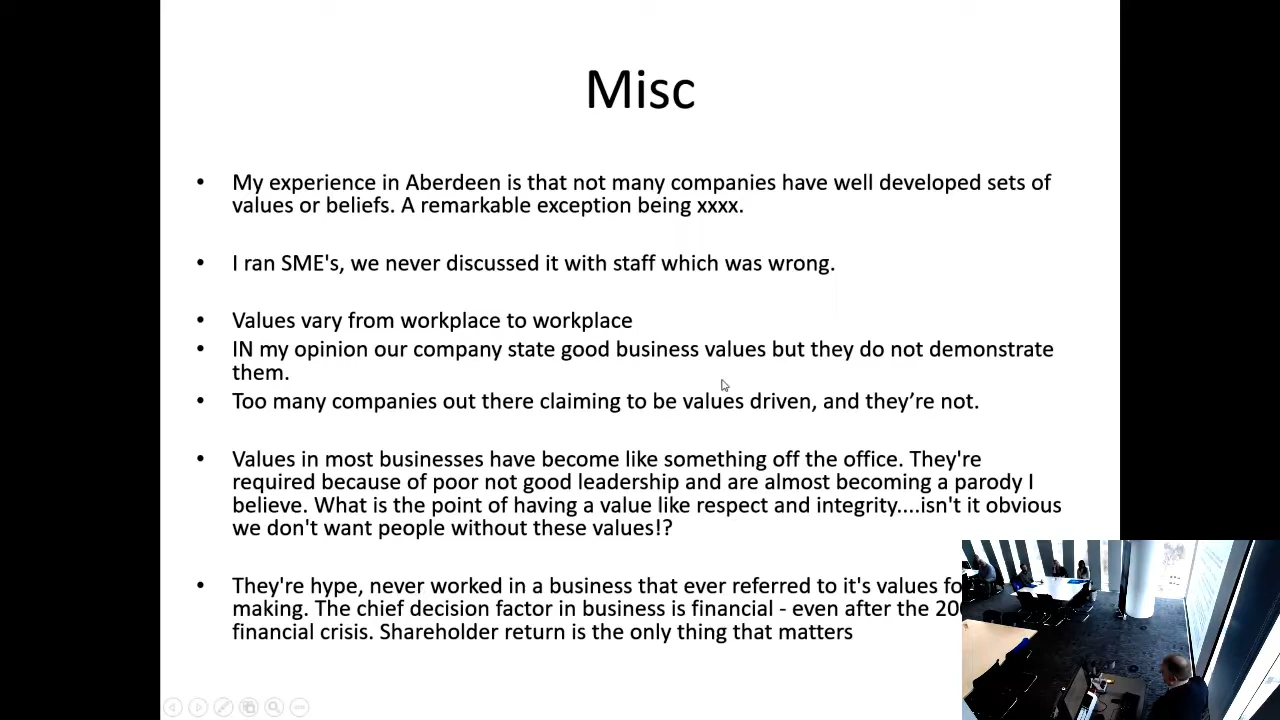 Misc
• My experience in Aberdeen is that not many companies have well developed sets of
values or beliefs. A remarkable exception being xxxx.
• I ran SME's, we never discussed it with staff which was wrong.
• Values vary from workplace to workplace
• IN my opinion our company state good business values but they do not demonstrate
them.
• Too many companies out there claiming to be values driven, and they’re not.
• Values in most businesses have become like something off the office. They're
required because of poor not good leadership and are almost becoming a parody I
believe. What is the point of having a value like respect and integrity....isn't it obvious
we don't want people without these values!?
• They're hype, never worked in a business that ever referred to it's values
making. The chief decision factor in business is financial - even after the
financial crisis. Shareholder return is the only thing that matters